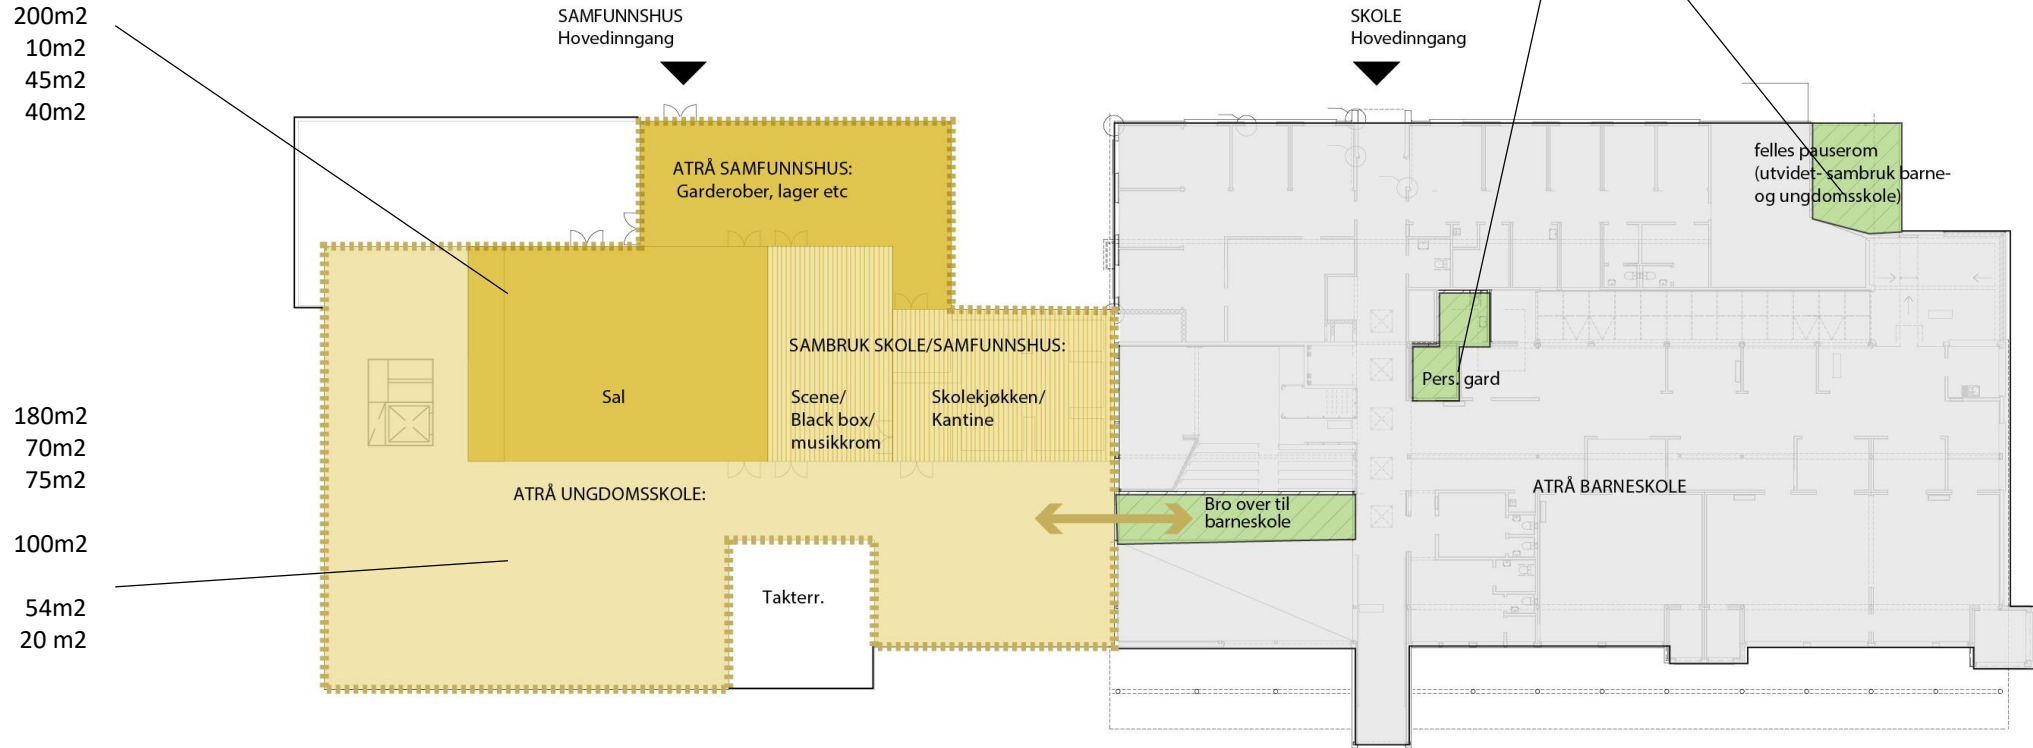 200m2
10m2
45m2
40m2
180m2
70m2
75m2
100m2
54m2
20 m2
SAMFUNNSHUS
Hovedinngang
SKOLE
Hovedinngang
ATRÅ SAMFUNNSHUS:
Garderober, lager etc
felles pauserom
(utvidet- sambruk barne-
og ungdomsskole)
SAMBRUK SKOLE/SAMFUNNSHUS:
Sal
Scene/
Black box/
musikkrom
Skolekjøkken/
Kantine
Pers. gard
ATRÅ UNGDOMSSKOLE:
Bro over til
barneskole
ATRÅ BARNESKOLE
Takterr.